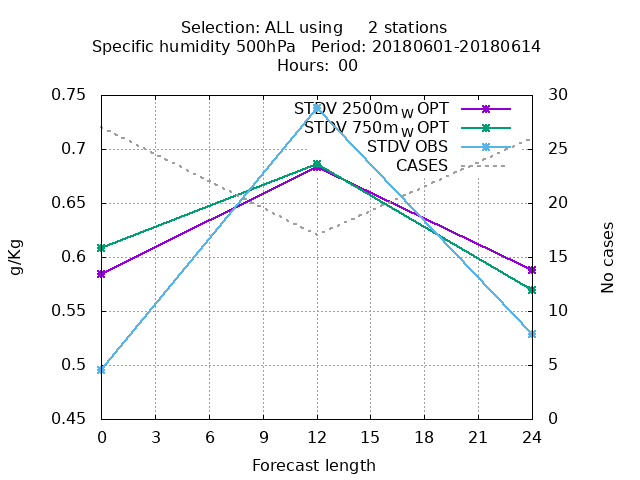 Selection: ALL using 2 stations
Specific humidity 500hPa Period: 20180601-20180614
Hours: 00
STDV 2500m_W OPT
STDV 750m_W OPT
STDV OBS
CASES
0.75
0.7
0.65
0.6
0.55
0.5
0.45
g/Kg
30
25
20
15
10
5
0
No cases
0 3 6 9 12 15 18 21 24
Forecast length